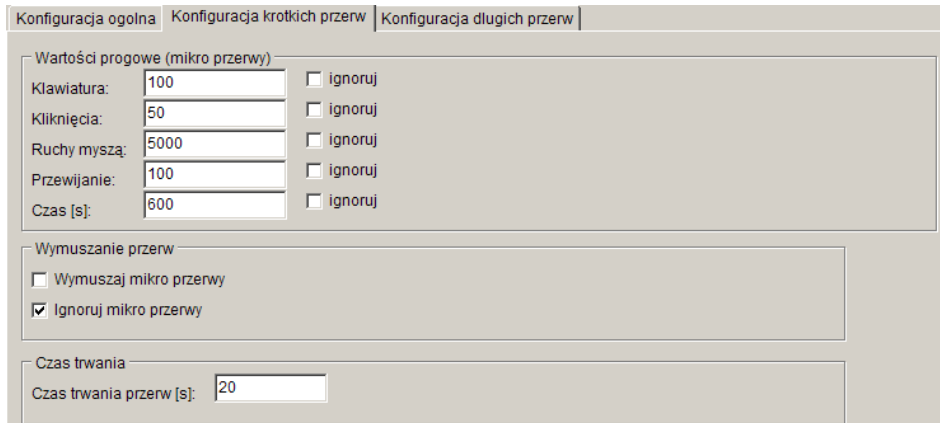 Konfiguracja ogolna Konfiguracja krotkich przerw Konfiguracja dlugich przerw
Wartości progowe (mikro przerwy)
Klawiatura: 100 ignoruj
Kliknięcia: 50 ignoruj
Ruchy myszą: 5000 ignoruj
Przewijanie: 100 ignoruj
Czas [s]: 600 ignoruj
Wymuszanie przerw
Wymuszaj mikro przerwy
Ignoruj mikro przerwy
Czas trwania
Czas trwania przerw [s]: 20